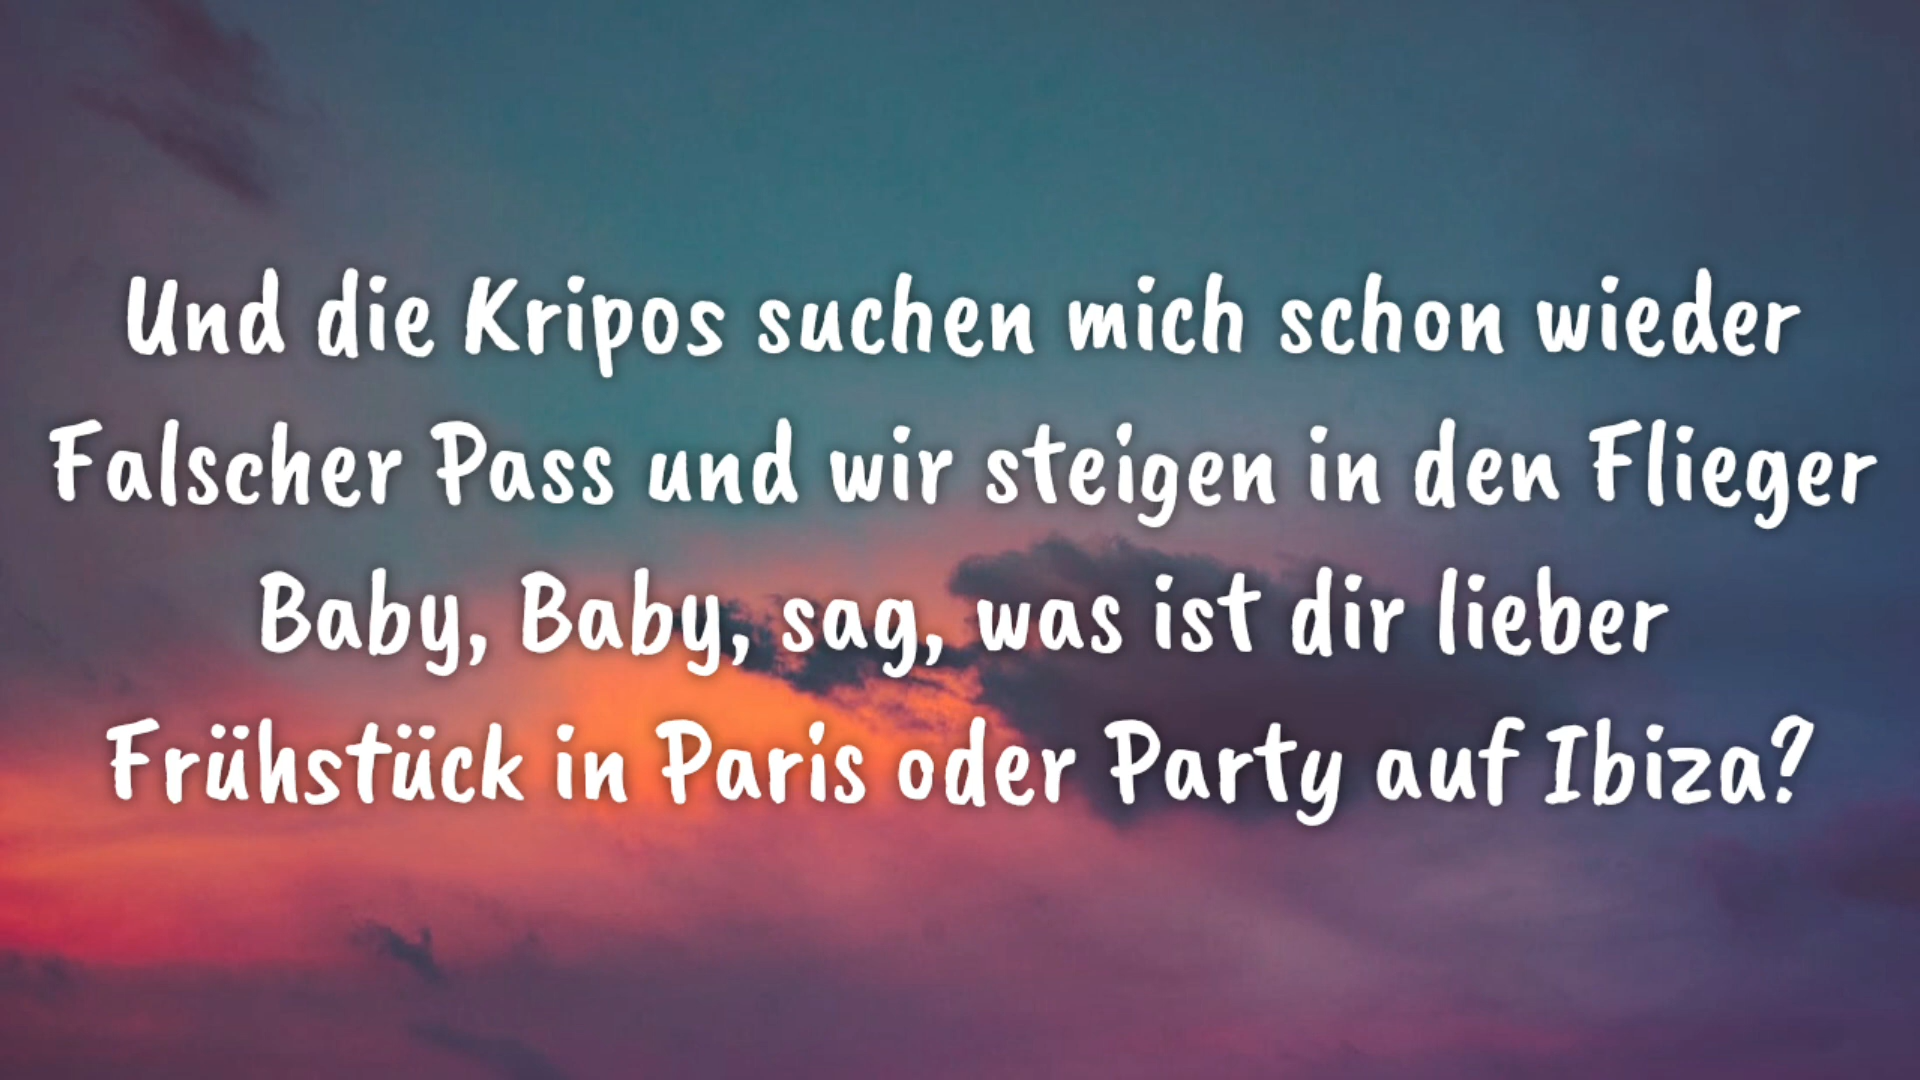 Und die Kripos suchen mich schon wieder
Falscher Pass und wir steigen in den Flieger
Baby, Baby, sag, was ist dir lieber
Frühstück in Paris oder Party auf Ibiza?